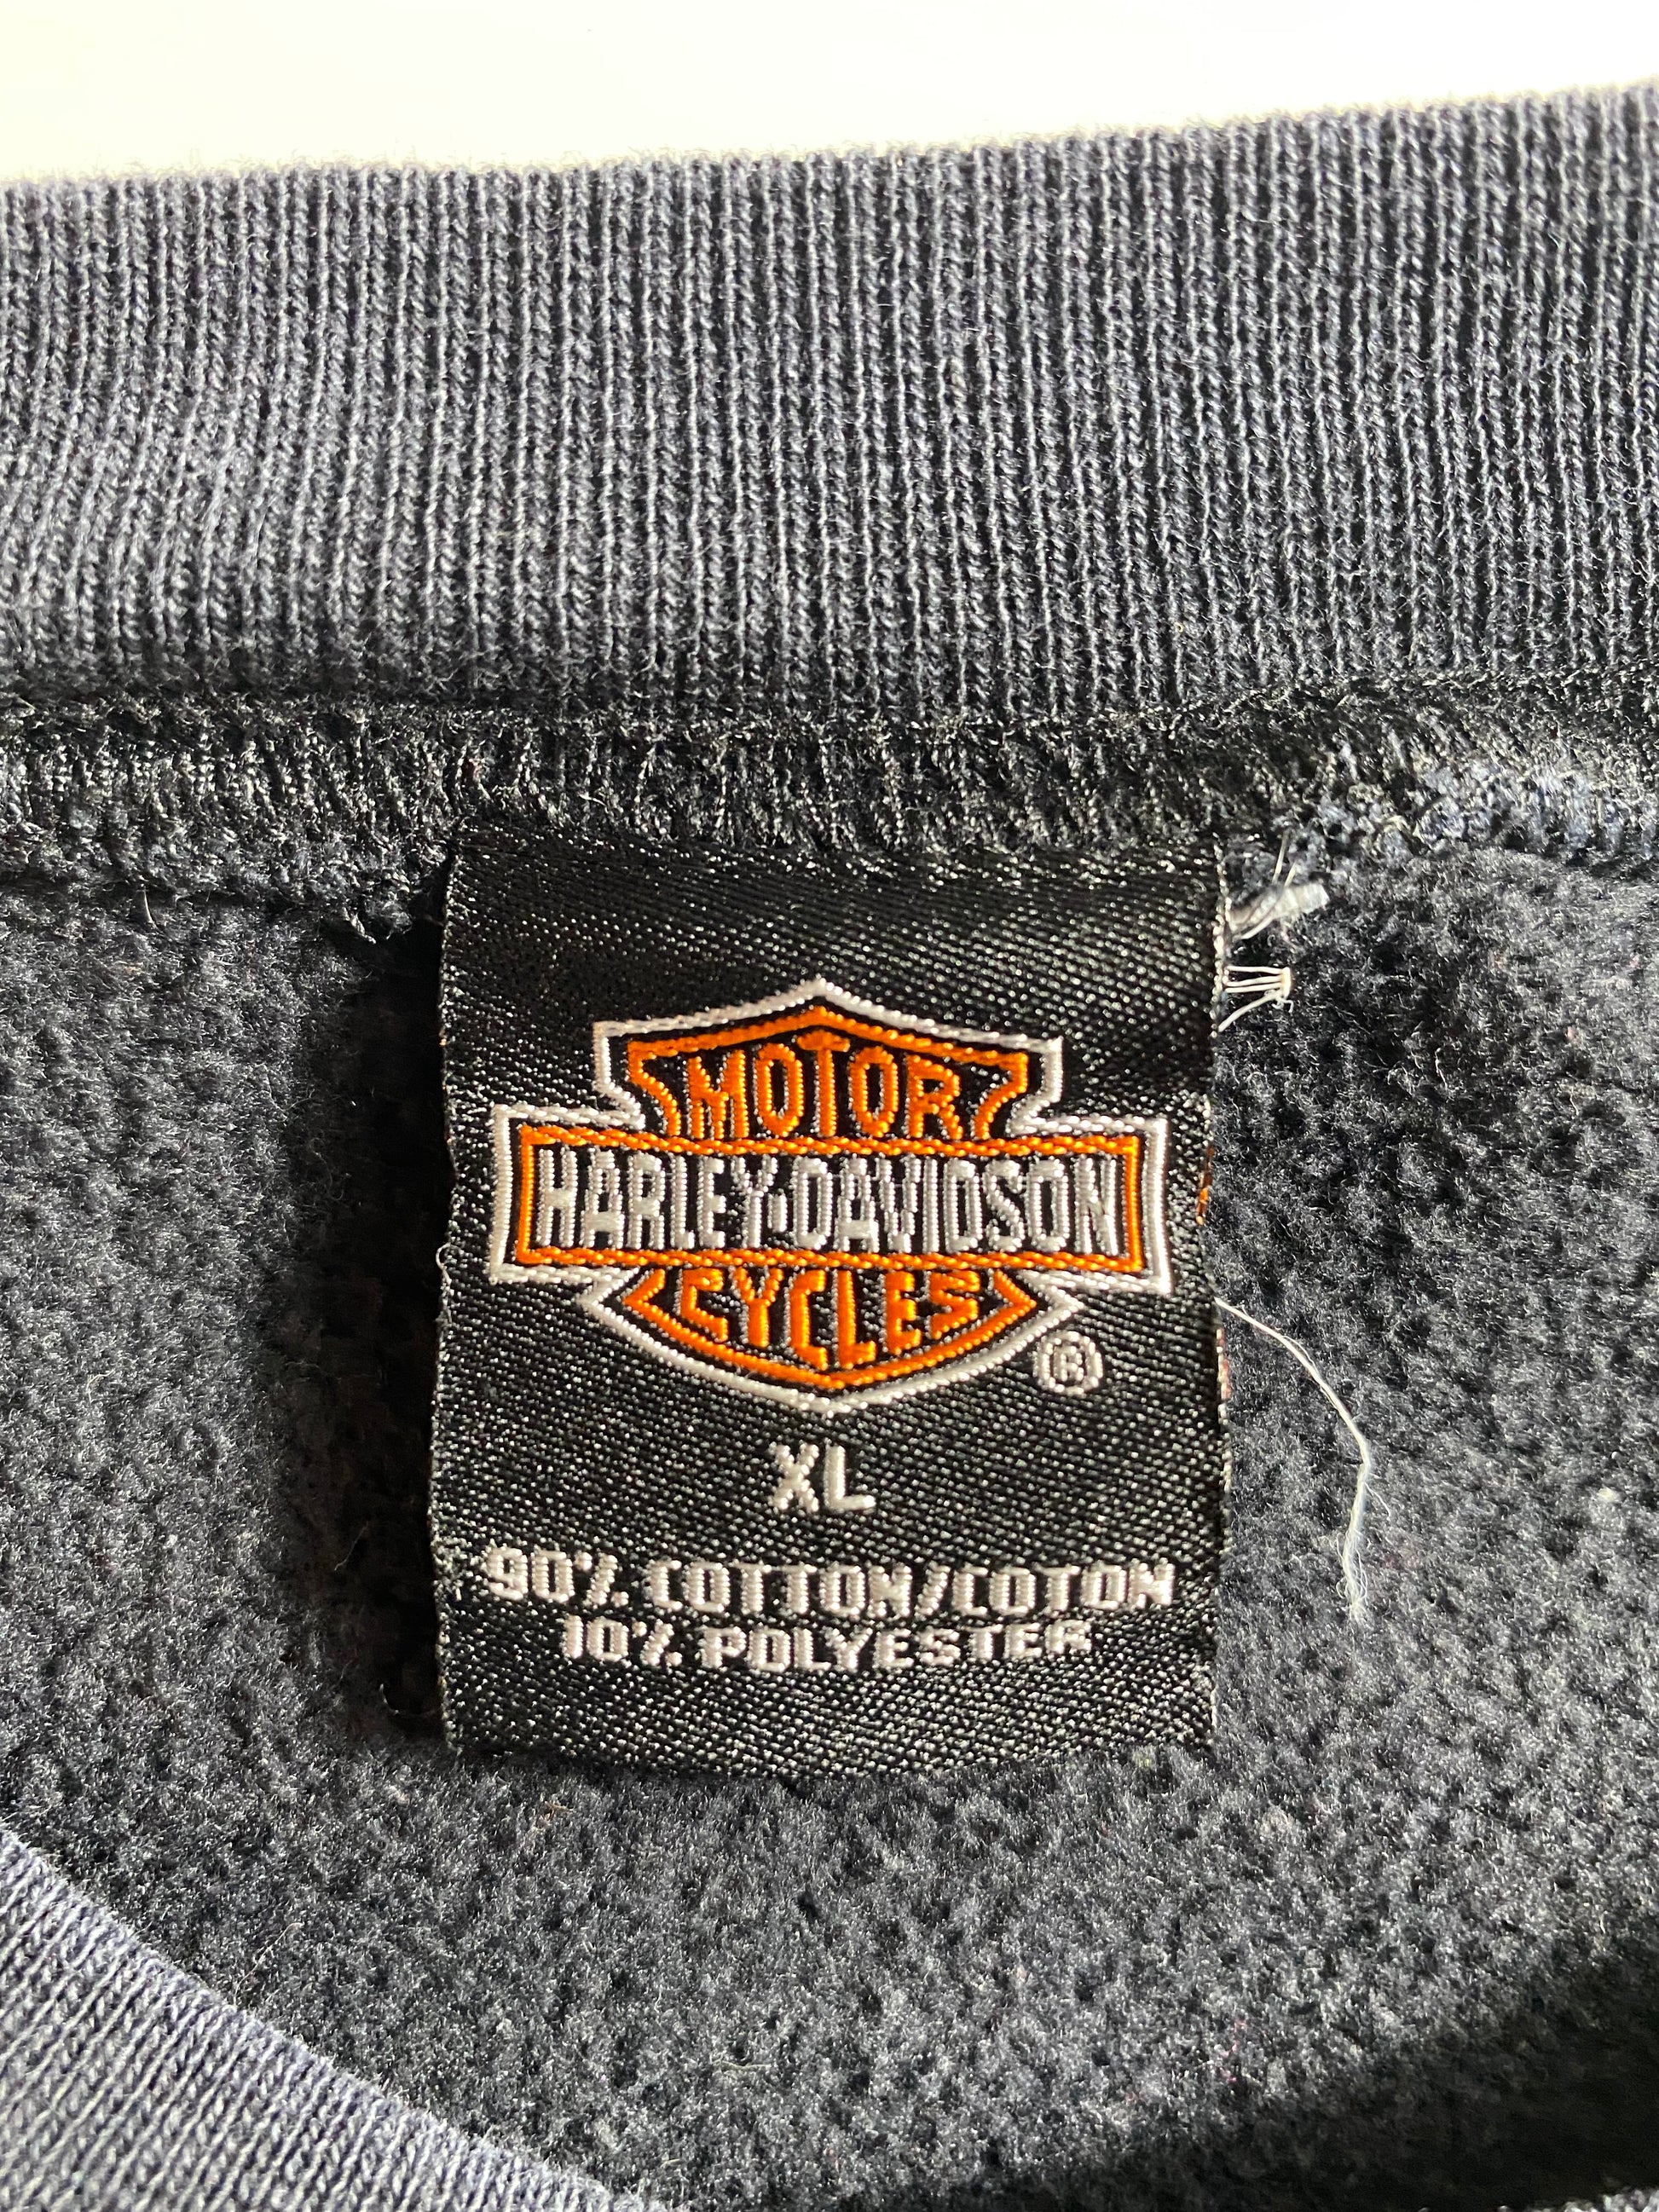 MOTOR
HARLEY-DAVIDSON
CYCLES
®
XL
90% COTTON/COTON
10% POLYESTER